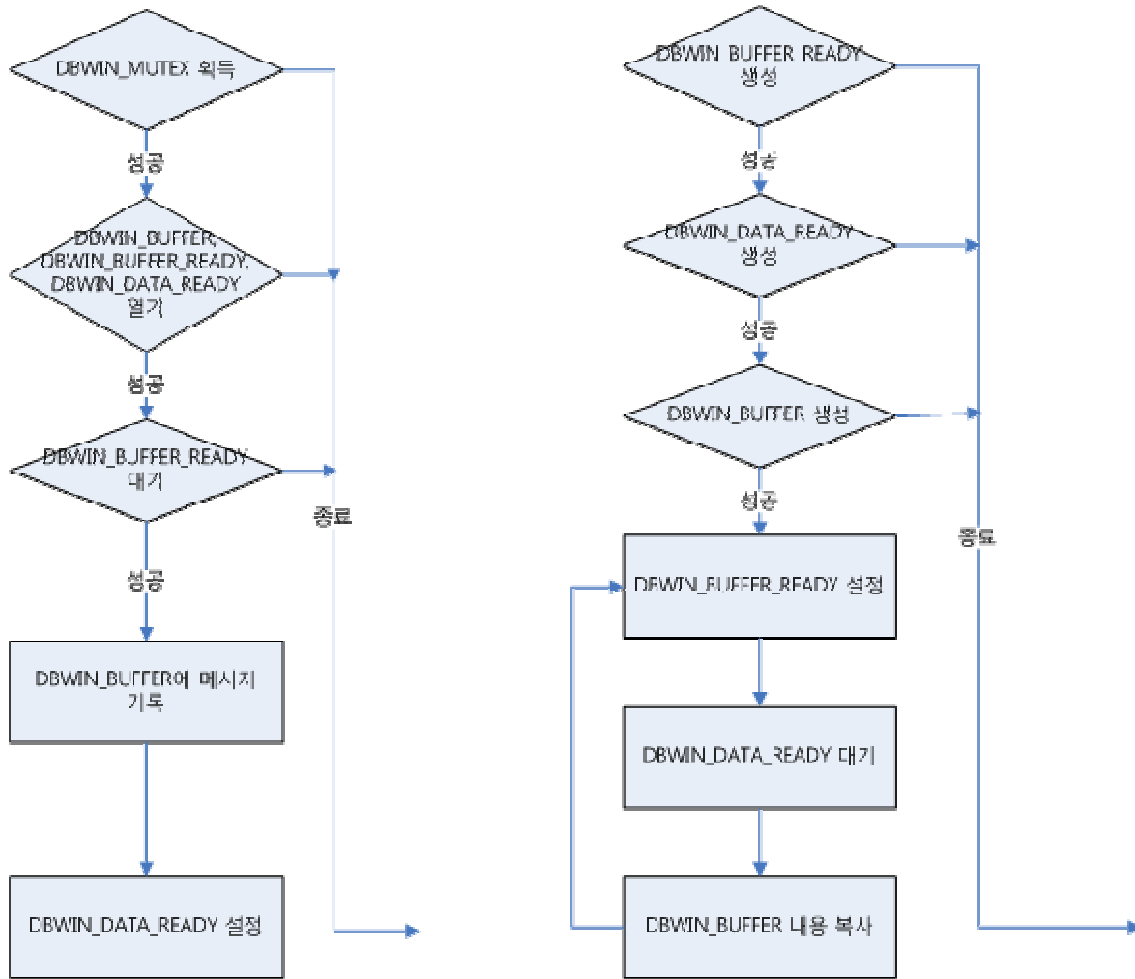 DBWIN_MUTEX 획득
성공
DBWIN_BUFFER,
DBWIN_BUFFER_READY,
DBWIN_DATA_READY
열기
성공
DBWIN_BUFFER_READY
대기
종료
성공
DBWIN_BUFFER에 메시지
기록
DBWIN_DATA_READY 설정
DBWIN_BUFFER_READY
생성
성공
DBWIN_DATA_READY
생성
성공
DBWIN_BUFFER 생성
성공
종료
DBWIN_BUFFER_READY 설정
DBWIN_DATA_READY 대기
DBWIN_BUFFER 내용 복사